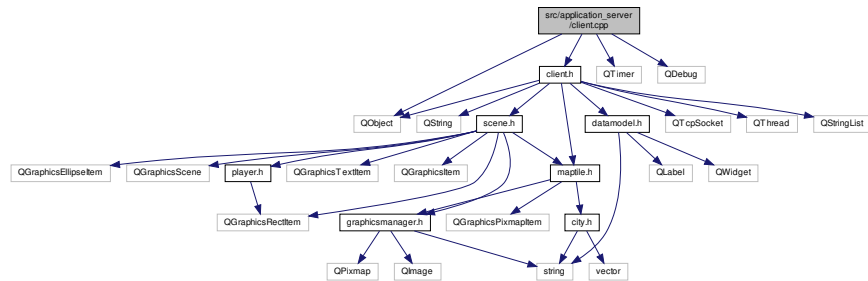 src/application_server
/client.cpp
client.h
QTimer
QDebug
QObject
QString
scene.h
datamodel.h
QTcpSocket
QThread
QStringList
QGraphicsEllipseItem
QGraphicsScene
player.h
QGraphicsTextItem
QGraphicsItem
maptile.h
QLabel
QWidget
QGraphicsRectItem
graphicsmanager.h
QGraphicsPixmapItem
city.h
QPixmap
QImage
string
vector